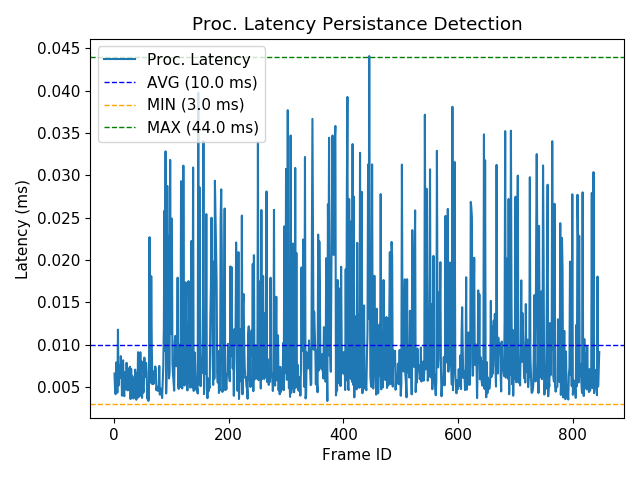 Proc. Latency Persistance Detection
Latency (ms)
0.045
0.040
0.035
0.030
0.025
0.020
0.015
0.010
0.005
Proc. Latency
AVG (10.0 ms)
MIN (3.0 ms)
MAX (44.0 ms)
0 200 400 600 800
Frame ID